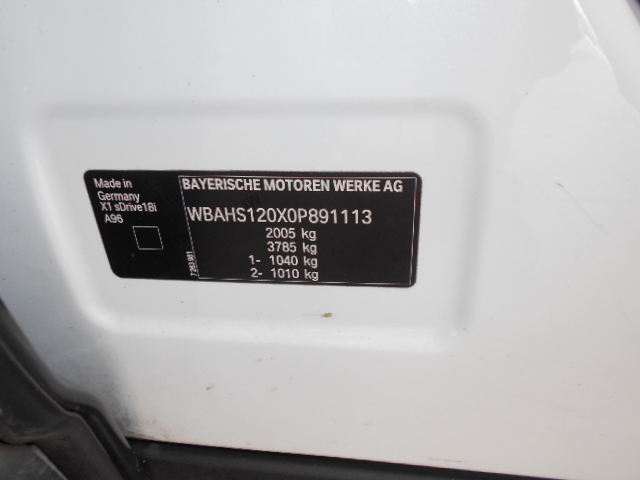 Made in
Germany
X1 sDrive18i
A96
7283981
BAYERISCHE MOTOREN WERKE AG
WBAHS120X0P891113
2005 kg
3785 kg
1- 1040 kg
2- 1010 kg